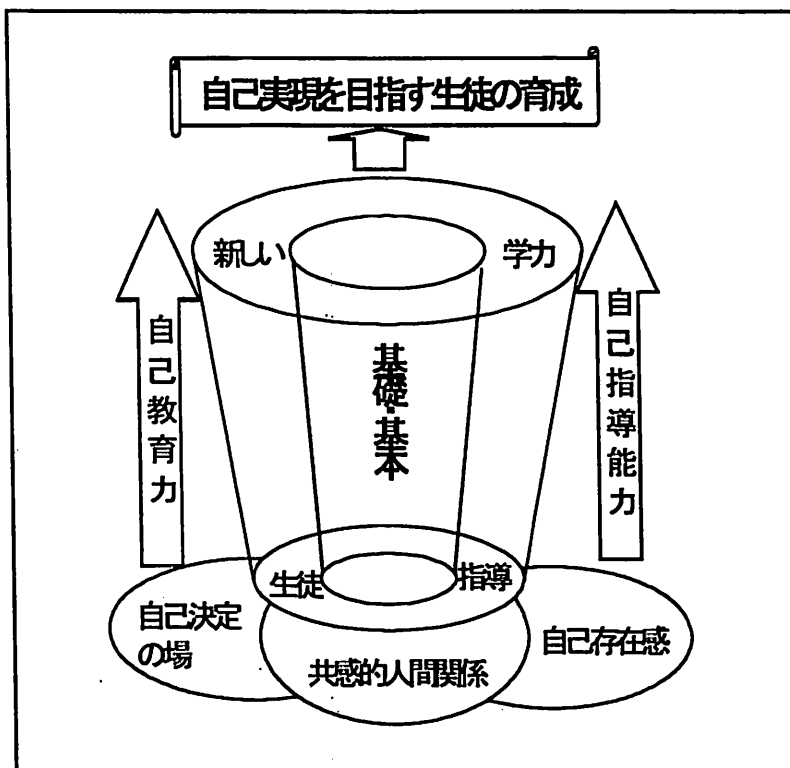 自己実現を目指す生徒の育成
新しい
学力
自己教育力
基礎・基本
自己指導能力
生徒
指導
自己決定
の場
共感的人間関係
自己存在感